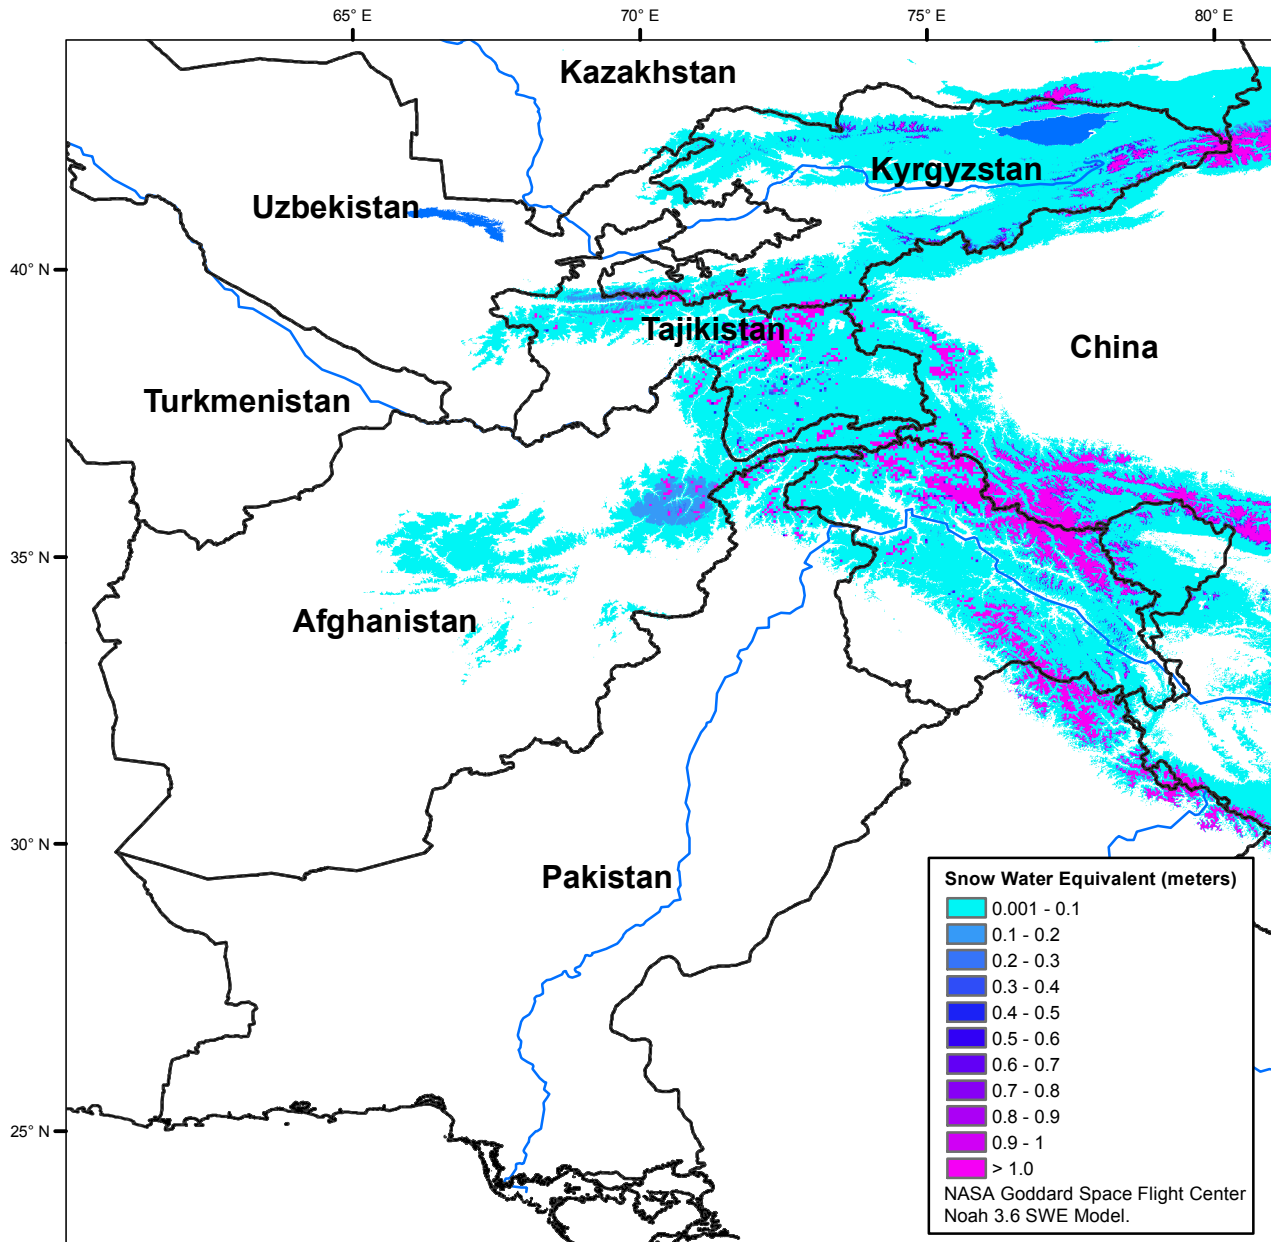 65° E
70° E
75° E
80° E
Kazakhstan
Kyrgyzstan
Uzbekistan
40° N
Tajikistan
China
Turkmenistan
35° N
Afghanistan
30° N
Pakistan
25° N
Snow Water Equivalent (meters)
0.001 - 0.1
0.1 - 0.2
0.2 - 0.3
0.3 - 0.4
0.4 - 0.5
0.5 - 0.6
0.6 - 0.7
0.7 - 0.8
0.8 - 0.9
0.9 - 1
> 1.0
NASA Goddard Space Flight Center
Noah 3.6 SWE Model.